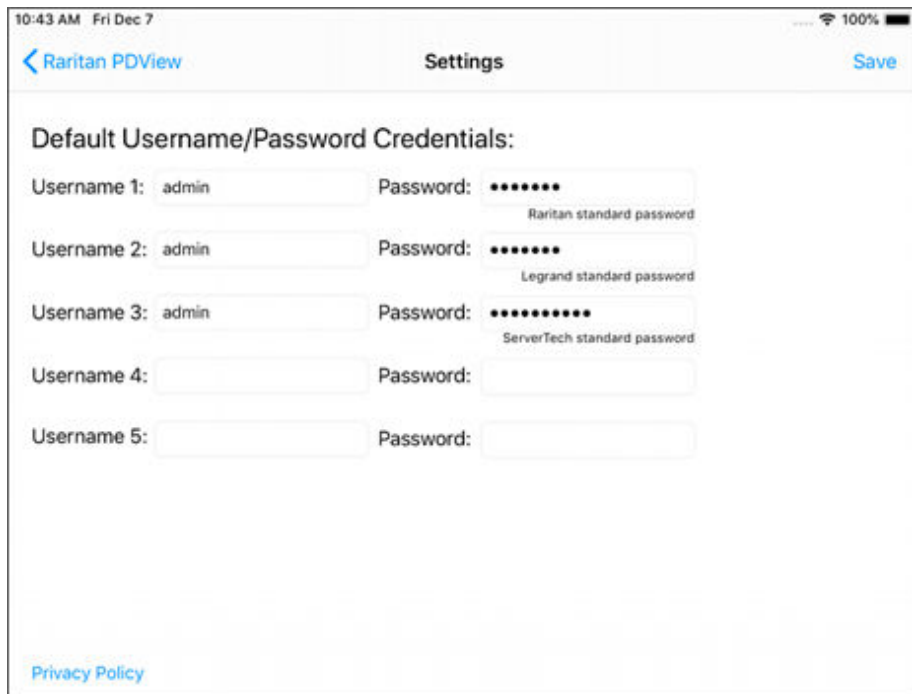 10:43 AM Fri Dec 7 100%
Raritan PDView Settings Save
Default Username/Password Credentials:
Username 1: admin Password: •••••••
Raritan standard password
Username 2: admin Password: •••••••
Legrand standard password
Username 3: admin Password: ••••••••••
ServerTech standard password
Username 4: Password:
Username 5: Password:
Privacy Policy